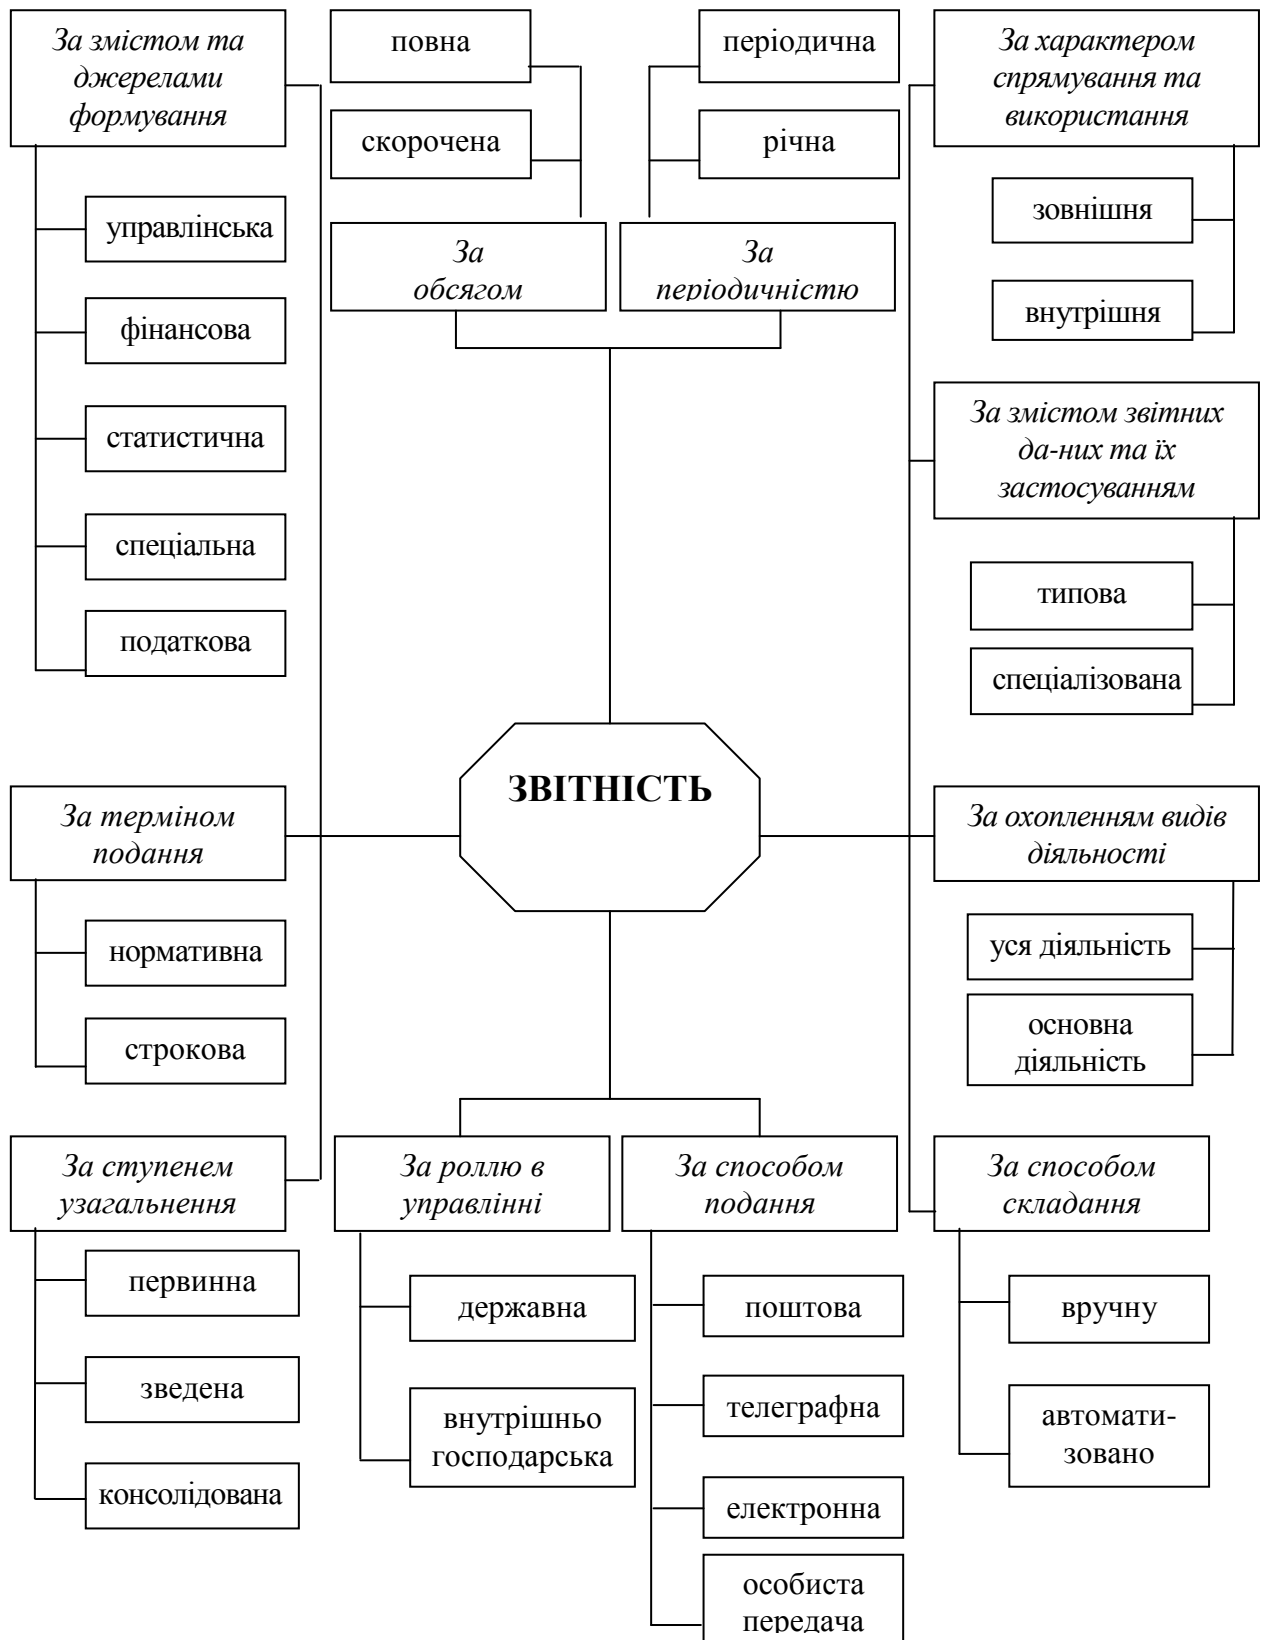 За змістом та
джерелами
формування
управлінська
фінансова
статистична
спеціальна
податкова
повна
скорочена
За
обсягом
періодична
річна
За
періодичністю
За характером
спрямування та
використання
зовнішня
внутрішня
За змістом звітних
да-них та їх
застосуванням
типова
спеціалізована
ЗВІТНІСТЬ
За терміном
подання
нормативна
строкова
За охопленням видів
діяльності
уся діяльність
основна
діяльність
За ступенем
узагальнення
первинна
зведена
консолідована
За роллю в
управлінні
державна
внутрішньо
господарська
За способом
подання
поштова
телеграфна
електронна
особиста
передача
За способом
складання
вручну
автомати-
зовано